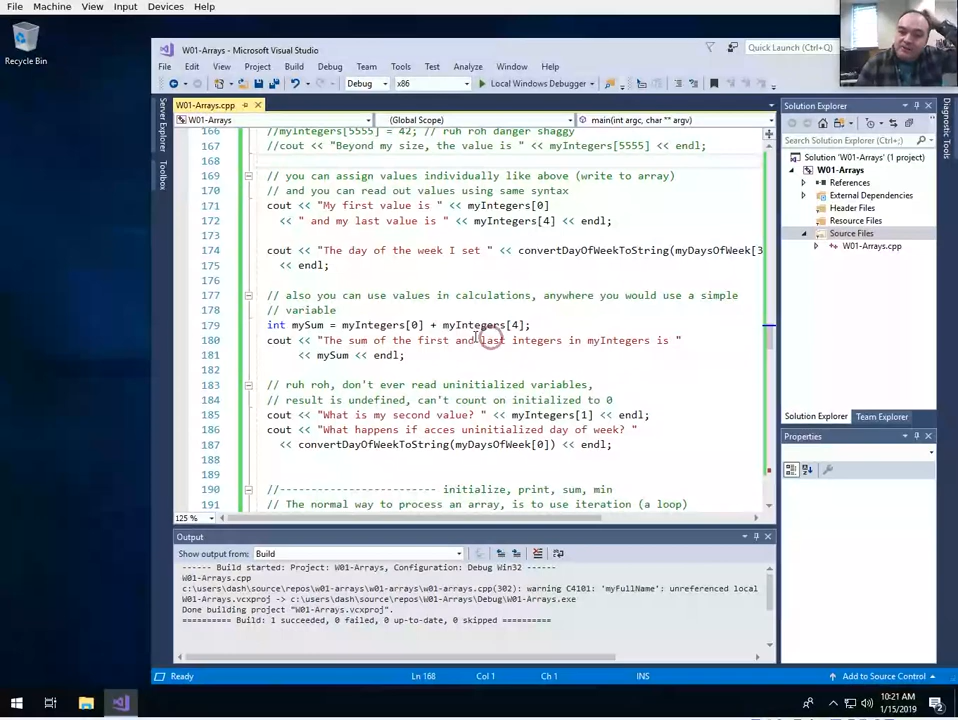 File Machine View Input Devices Help
Recycle Bin
W01-Arrays - Microsoft Visual Studio
Quick Launch (Ctrl+Q)
File Edit View Project Build Debug Team Tools Test Analyze Window Help
Debug x86 Local Windows Debugger
Server Explorer
Toolbox
W01-Arrays.cpp
W01-Arrays (Global Scope) main(int argc, char ** argv)
166 //myIntegers[5555] = 42; // ruh roh danger shaggy
167 //cout << "Beyond my size, the value is " << myIntegers[5555] << endl;
168
169 // you can assign values individually like above (write to array)
170 // and you can read out values using same syntax
171 cout << "My first value is " << myIntegers[0]
172 << " and my last value is " << myIntegers[4] << endl;
173
174 cout << "The day of the week I set " << convertDayOfWeekToString(myDaysOfWeek[3
175 << endl;
176
177 // also you can use values in calculations, anywhere you would use a simple
178 // variable
179 int mySum = myIntegers[0] + myIntegers[4];
180 cout << "The sum of the first and last integers in myIntegers is "
181 << mySum << endl;
182
183 // ruh roh, don't ever read uninitialized variables,
184 // result is undefined, can't count on initialized to 0
185 cout << "What is my second value? " << myIntegers[1] << endl;
186 cout << "What happens if acces uninitialized day of week? "
187 << convertDayOfWeekToString(myDaysOfWeek[0]) << endl;
188
189
190 //------------------------ initialize, print, sum, min
191 // The normal way to process an array, is to use iteration (a loop)
125 %
Solution Explorer
Search Solution Explorer (Ctrl+;)
Solution 'W01-Arrays' (1 project)
W01-Arrays
References
External Dependencies
Header Files
Resource Files
Source Files
W01-Arrays.cpp
Solution Explorer Team Explorer
Properties
Diagnostic Tools
Output
Show output from: Build
------ Build started: Project: W01-Arrays, Configuration: Debug Win32 ------
W01-Arrays.cpp
c:\users\dash\source\repos\w01-arrays\w01-arrays\w01-arrays.cpp(302): warning C4101: 'myFullName': unreferenced local
W01-Arrays.vcxproj -> c:\users\dash\source\repos\W01-Arrays\Debug\W01-Arrays.exe
Done building project "W01-Arrays.vcxproj".
========== Build: 1 succeeded, 0 failed, 0 up-to-date, 0 skipped ==========
Ready Ln 168 Col 1 Ch 1 INS Add to Source Control
10:21 AM
1/15/2019
2